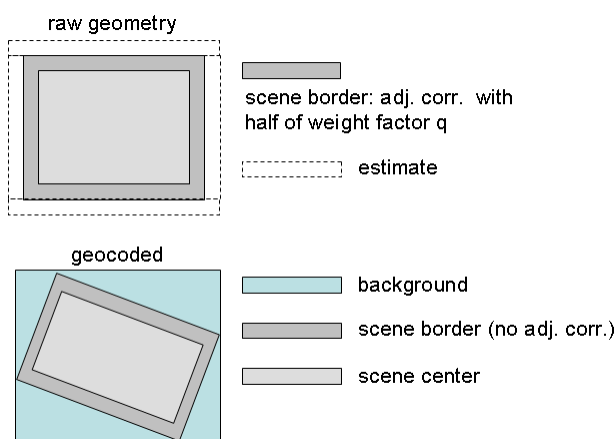 raw geometry
scene border: adj. corr. with
half of weight factor q
estimate
geocoded
background
scene border (no adj. corr.)
scene center